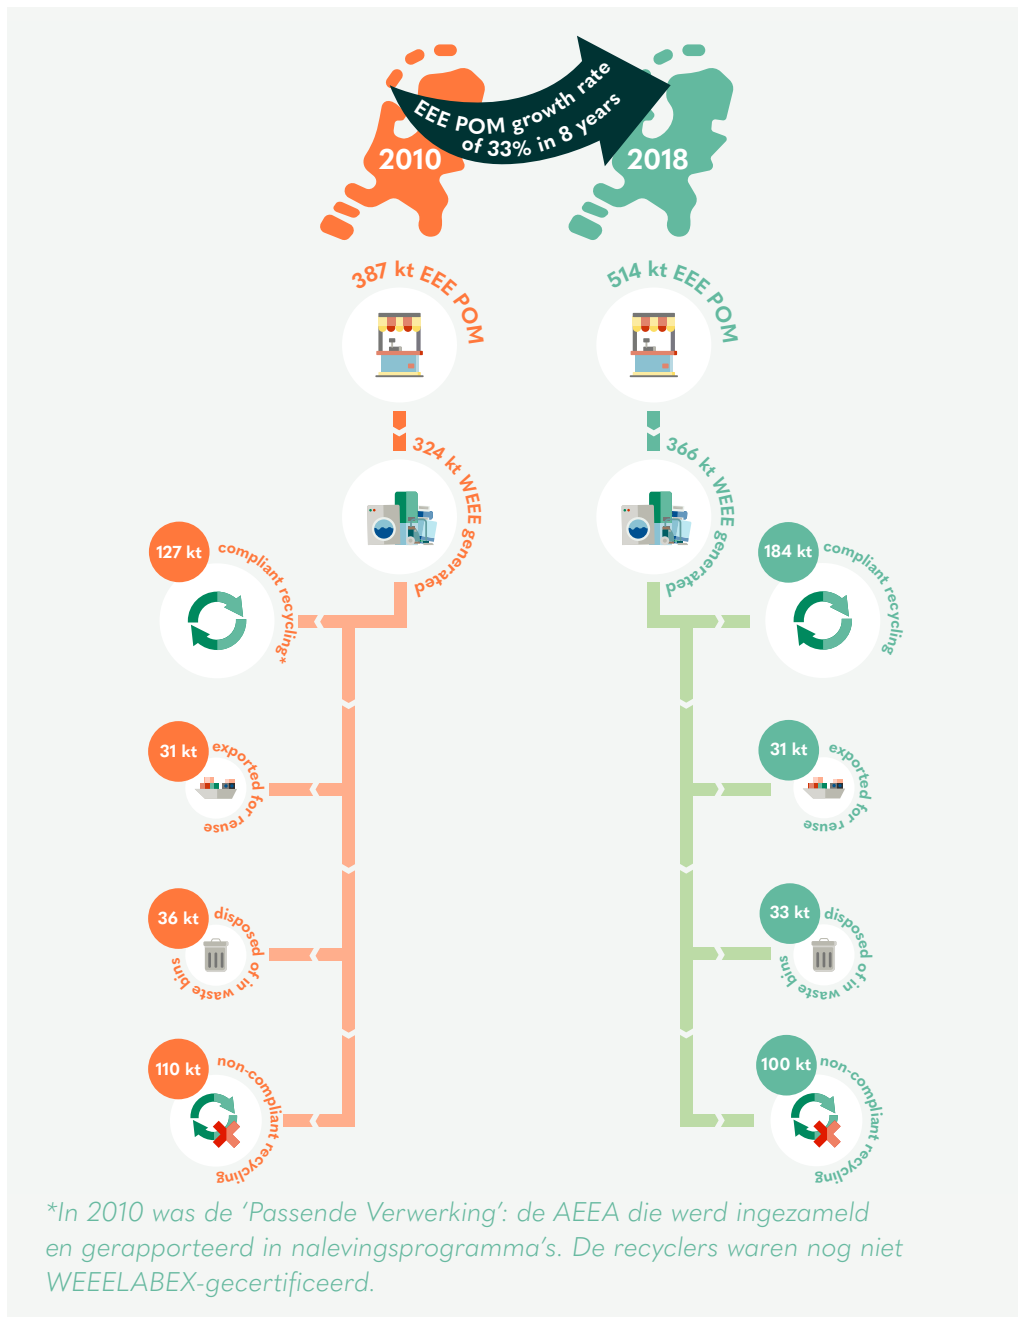 EEE POM growth rate
of 33% in 8 years
2010
2018
387 kt EEE POM
514 kt EEE POM
324 kt WEEE generated
366 kt WEEE generated
127 kt
compliant recycling*
184 kt
compliant recycling
31 kt
exported for reuse
31 kt
exported for reuse
36 kt
disposed of in waste bins
33 kt
disposed of in waste bins
110 kt
non-compliant recycling
100 kt
non-compliant recycling
*In 2010 was de ‘Passende Verwerking’: de AEEA die werd ingezameld
en gerapporteerd in nalevingsprogramma’s. De recyclers waren nog niet
WEEELABEX-gecertificeerd.